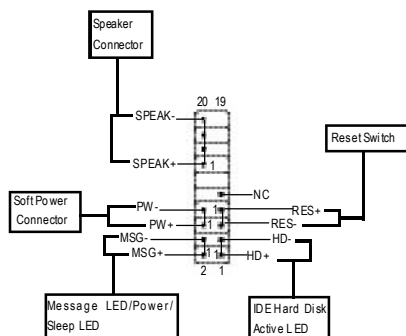 Speaker
Connector
20 19
SPEAK-
Reset Switch
SPEAK+
1
NC
Soft Power
Connector
PW-
1
RES+
PW+
1
RES-
MSG-
HD-
MSG+
1
1
HD+
2 1
Message LED/Power/
Sleep LED
IDE Hard Disk
Active LED